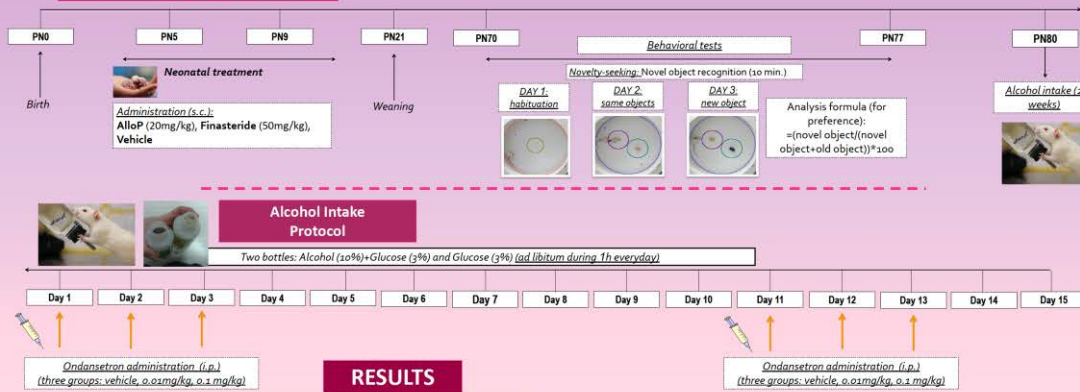 PN0
PN5
PN9
PN21
PN70
PN77
PN80
Birth
Neonatal treatment
Administration (s.c.):
AlloP (20mg/kg), Finasteride (50mg/kg),
Vehicle
Weaning
Behavioral tests
Novelty-seeking: Novel object recognition (10 min.)
DAY 1:
habituation
DAY 2:
same objects
DAY 3:
new object
Analysis formula (for
preference):
=(novel object/(novel
object+old object))*100
Alcohol intake
weeks)
Alcohol Intake
Protocol
Two bottles: Alcohol (10%)+Glucose (3%) and Glucose (3%) (ad libitum during 1h everyday)
Day 1
Day 2
Day 3
Day 4
Day 5
Day 6
Day 7
Day 8
Day 9
Day 10
Day 11
Day 12
Day 13
Day 14
Day 15
Ondansetron administration (i.p.)
(three groups: vehicle, 0.01mg/kg, 0.1 mg/kg)
Ondansetron administration (i.p.)
(three groups: vehicle, 0.01mg/kg, 0.1 mg/kg)
RESULTS